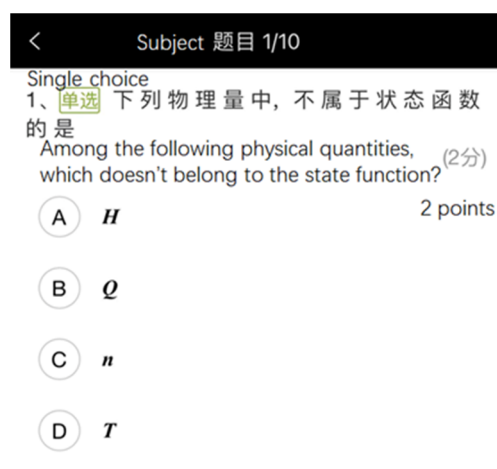 Subject 题目 1/10
Single choice
1、单选 下列物理量中, 不属于状态函数
的是
Among the following physical quantities,
which doesn't belong to the state function?
(2分)
2 points
A H
B Q
C n
D T